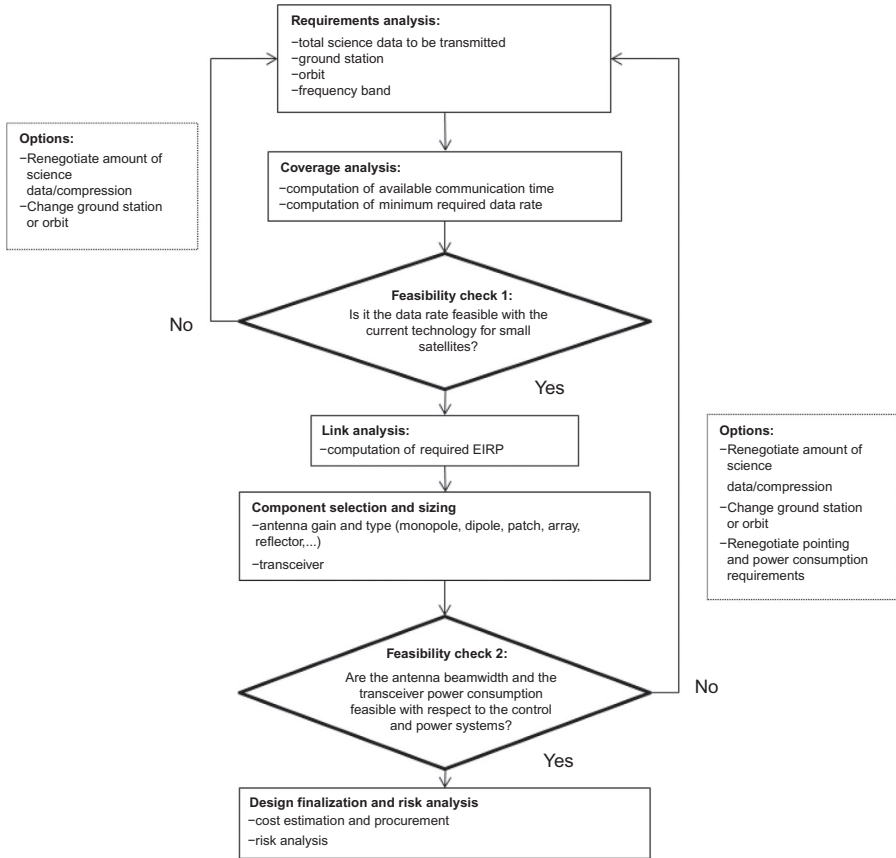 Requirements analysis:
−total science data to be transmitted
−ground station
−orbit
−frequency band
Options:
−Renegotiate amount of
science
data/compression
−Change ground station
or orbit
Coverage analysis:
−computation of available communication time
−computation of minimum required data rate
Feasibility check 1:
Is it the data rate feasible with the
current technology for small
satellites?
No
Yes
Link analysis:
−computation of required EIRP
Component selection and sizing
−antenna gain and type (monopole, dipole, patch, array,
reflector,...)
−transceiver
Options:
−Renegotiate amount of
science
data/compression
−Change ground station
or orbit
−Renegotiate pointing
and power consumption
requirements
Feasibility check 2:
Are the antenna beamwidth and the
transceiver power consumption
feasible with respect to the control
and power systems?
No
Yes
Design finalization and risk analysis
−cost estimation and procurement
−risk analysis